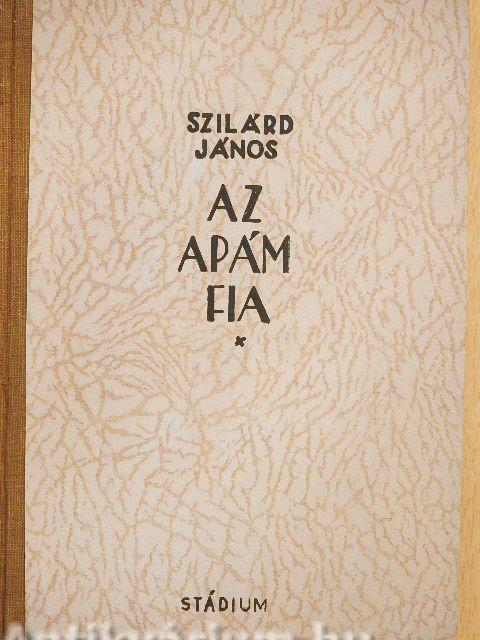 SZILÁRD
JÁNOS
AZ
APÁM
FIA
*
STÁDIUM